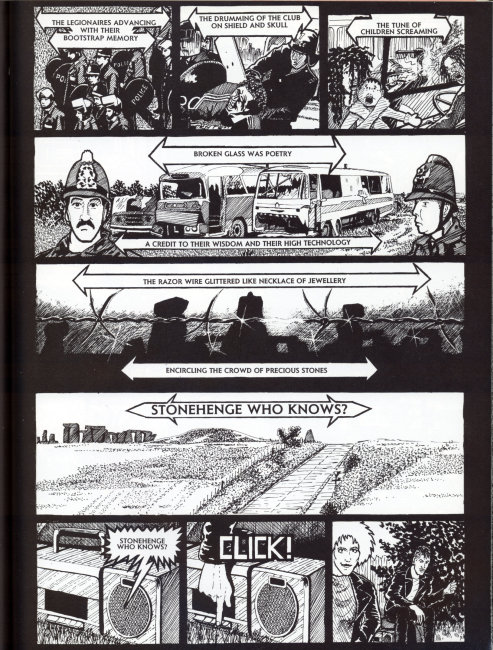 THE LEGIONAIRES ADVANCING
WITH THEIR
BOOTSTRAP MEMORY
POLICE
POLICE
THE DRUMMING OF THE CLUB
ON SHIELD AND SKULL
THE TUNE OF
CHILDREN SCREAMING
BROKEN GLASS WAS POETRY
A CREDIT TO THEIR WISDOM AND THEIR HIGH TECHNOLOGY
THE RAZOR WIRE GLITTERED LIKE NECKLACE OF JEWELLERY
ENCIRCLING THE CROWD OF PRECIOUS STONES
STONEHENGE WHO KNOWS?
STONEHENGE
WHO KNOWS?
CLICK!